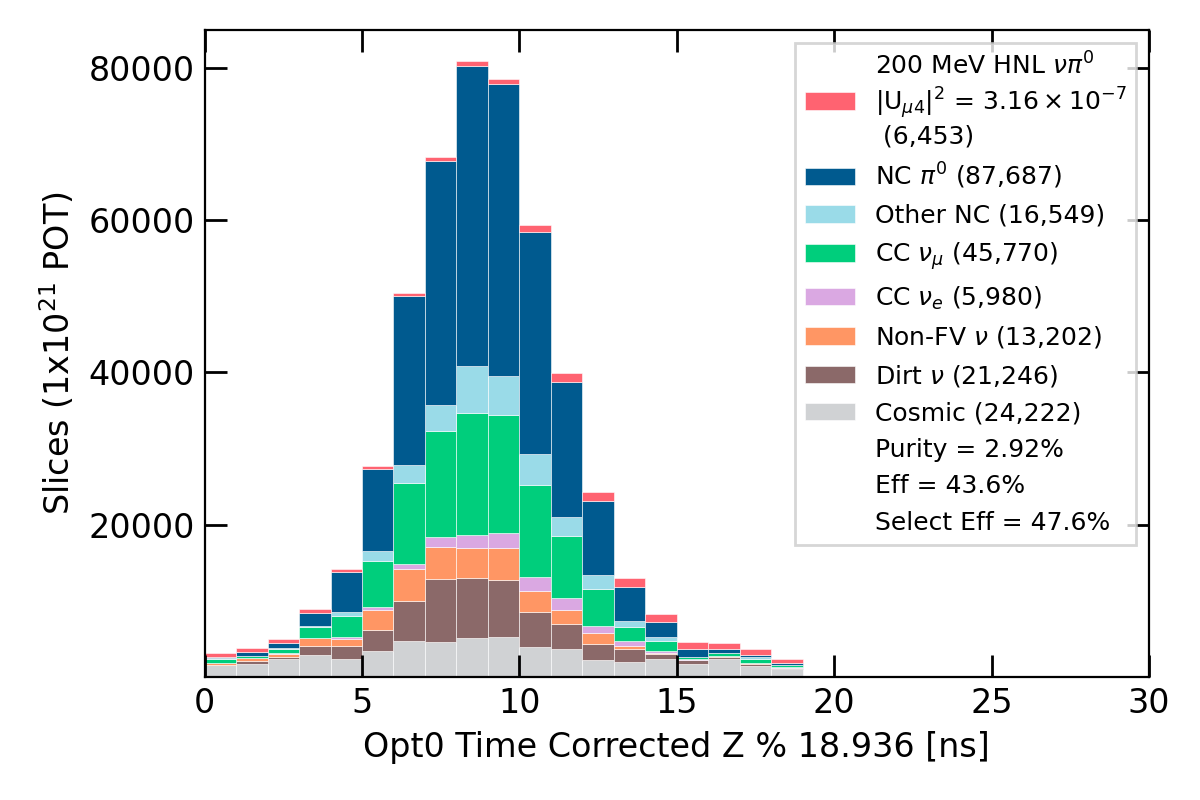 80000
60000
40000
20000
Slices (1x10²¹ POT)
0 5 10 15 20 25 30
Opt0 Time Corrected Z % 18.936 [ns]
200 MeV HNL νπ⁰
|U_μ4|² = 3.16 × 10⁻⁷
(6,453)
NC π⁰ (87,687)
Other NC (16,549)
CC ν_μ (45,770)
CC ν_e (5,980)
Non-FV ν (13,202)
Dirt ν (21,246)
Cosmic (24,222)
Purity = 2.92%
Eff = 43.6%
Select Eff = 47.6%